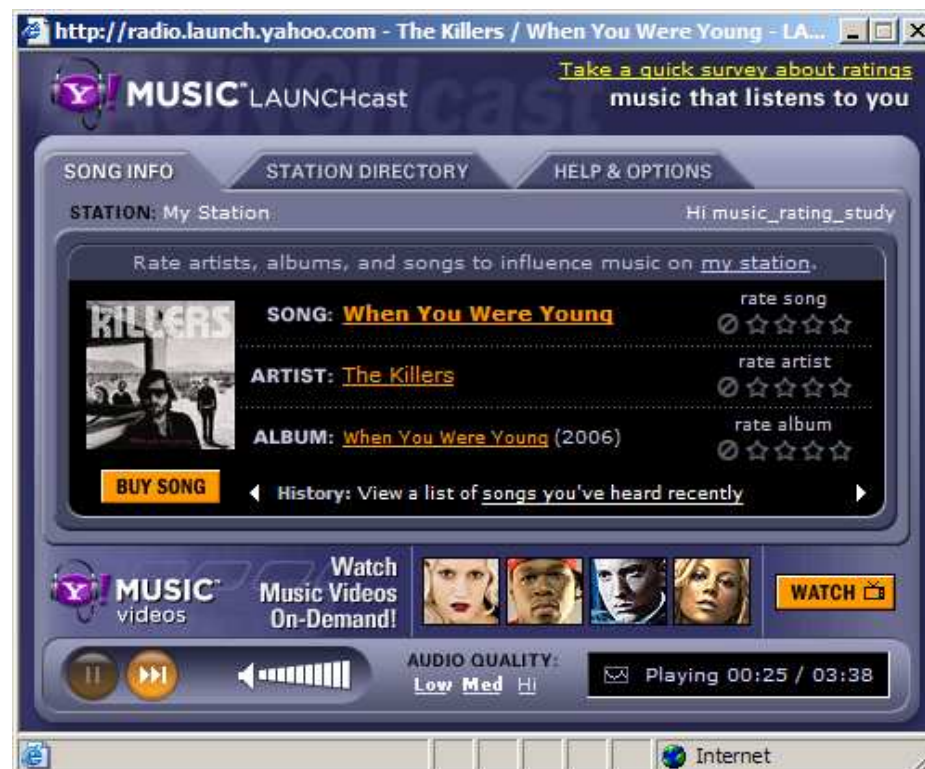 http://radio.launch.yahoo.com - The Killers / When You Were Young - LA...
Take a quick survey about ratings
Y! MUSIC™ LAUNCHcast
music that listens to you
SONG INFO STATION DIRECTORY HELP & OPTIONS
STATION: My Station Hi music_rating_study
Rate artists, albums, and songs to influence music on my station.
KILLERS
SONG: When You Were Young
rate song
ARTIST: The Killers
rate artist
ALBUM: When You Were Young (2006)
rate album
BUY SONG
History: View a list of songs you've heard recently
Y! MUSIC™ videos
Watch
Music Videos
On-Demand!
WATCH
AUDIO QUALITY:
Low Med Hi
Playing 00:25 / 03:38
Internet